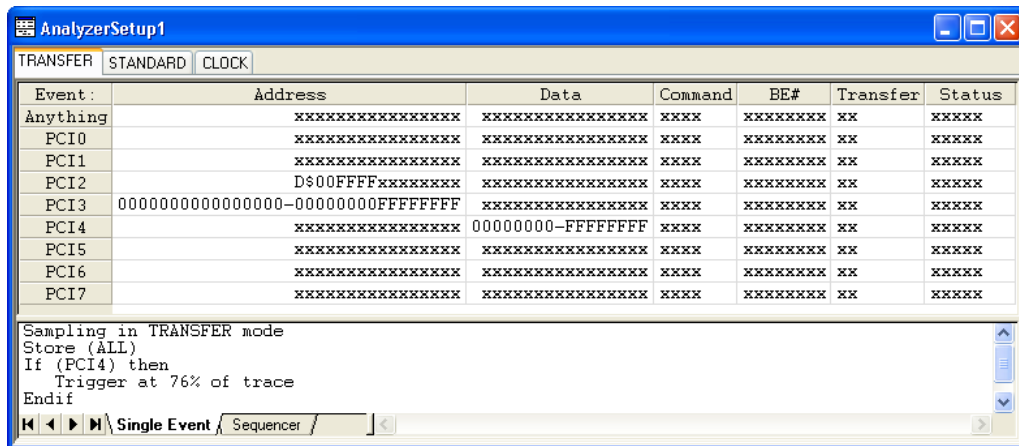 AnalyzerSetup1
TRANSFER STANDARD CLOCK
Event: Address Data Command BE# Transfer Status
Anything xxxxxxxxxxxxxxxx xxxxxxxxxxxxxxxx xxxx xxxxxxxx xx xxxxx
PCI0 xxxxxxxxxxxxxxxx xxxxxxxxxxxxxxxx xxxx xxxxxxxx xx xxxxx
PCI1 xxxxxxxxxxxxxxxx xxxxxxxxxxxxxxxx xxxx xxxxxxxx xx xxxxx
PCI2 D$00FFFFxxxxxxxx xxxxxxxxxxxxxxxx xxxx xxxxxxxx xx xxxxx
PCI3 0000000000000000-00000000FFFFFFFF xxxxxxxxxxxxxxxx xxxx xxxxxxxx xx xxxxx
PCI4 xxxxxxxxxxxxxxxx 00000000-FFFFFFFF xxxx xxxxxxxx xx xxxxx
PCI5 xxxxxxxxxxxxxxxx xxxxxxxxxxxxxxxx xxxx xxxxxxxx xx xxxxx
PCI6 xxxxxxxxxxxxxxxx xxxxxxxxxxxxxxxx xxxx xxxxxxxx xx xxxxx
PCI7 xxxxxxxxxxxxxxxx xxxxxxxxxxxxxxxx xxxx xxxxxxxx xx xxxxx
Sampling in TRANSFER mode
Store (ALL)
If (PCI4) then
Trigger at 76% of trace
Endif
Single Event Sequencer